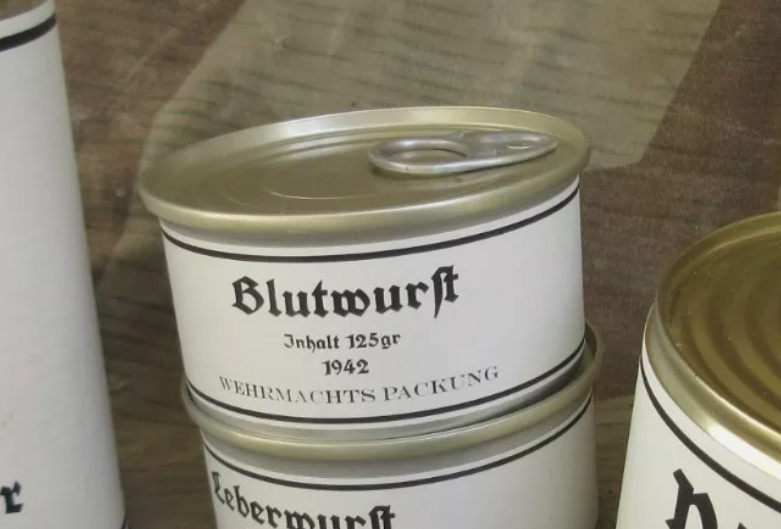 Blutwurst
Inhalt 125gr
1942
WEHRMACHTS PACKUNG
Leberwurst